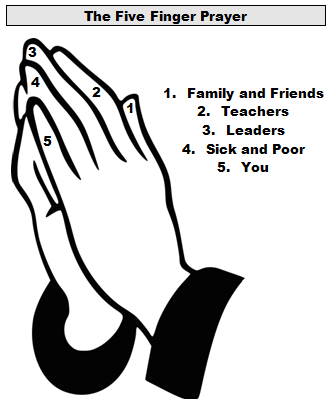 The Five Finger Prayer
3
4
2
1
5
1. Family and Friends
2. Teachers
3. Leaders
4. Sick and Poor
5. You